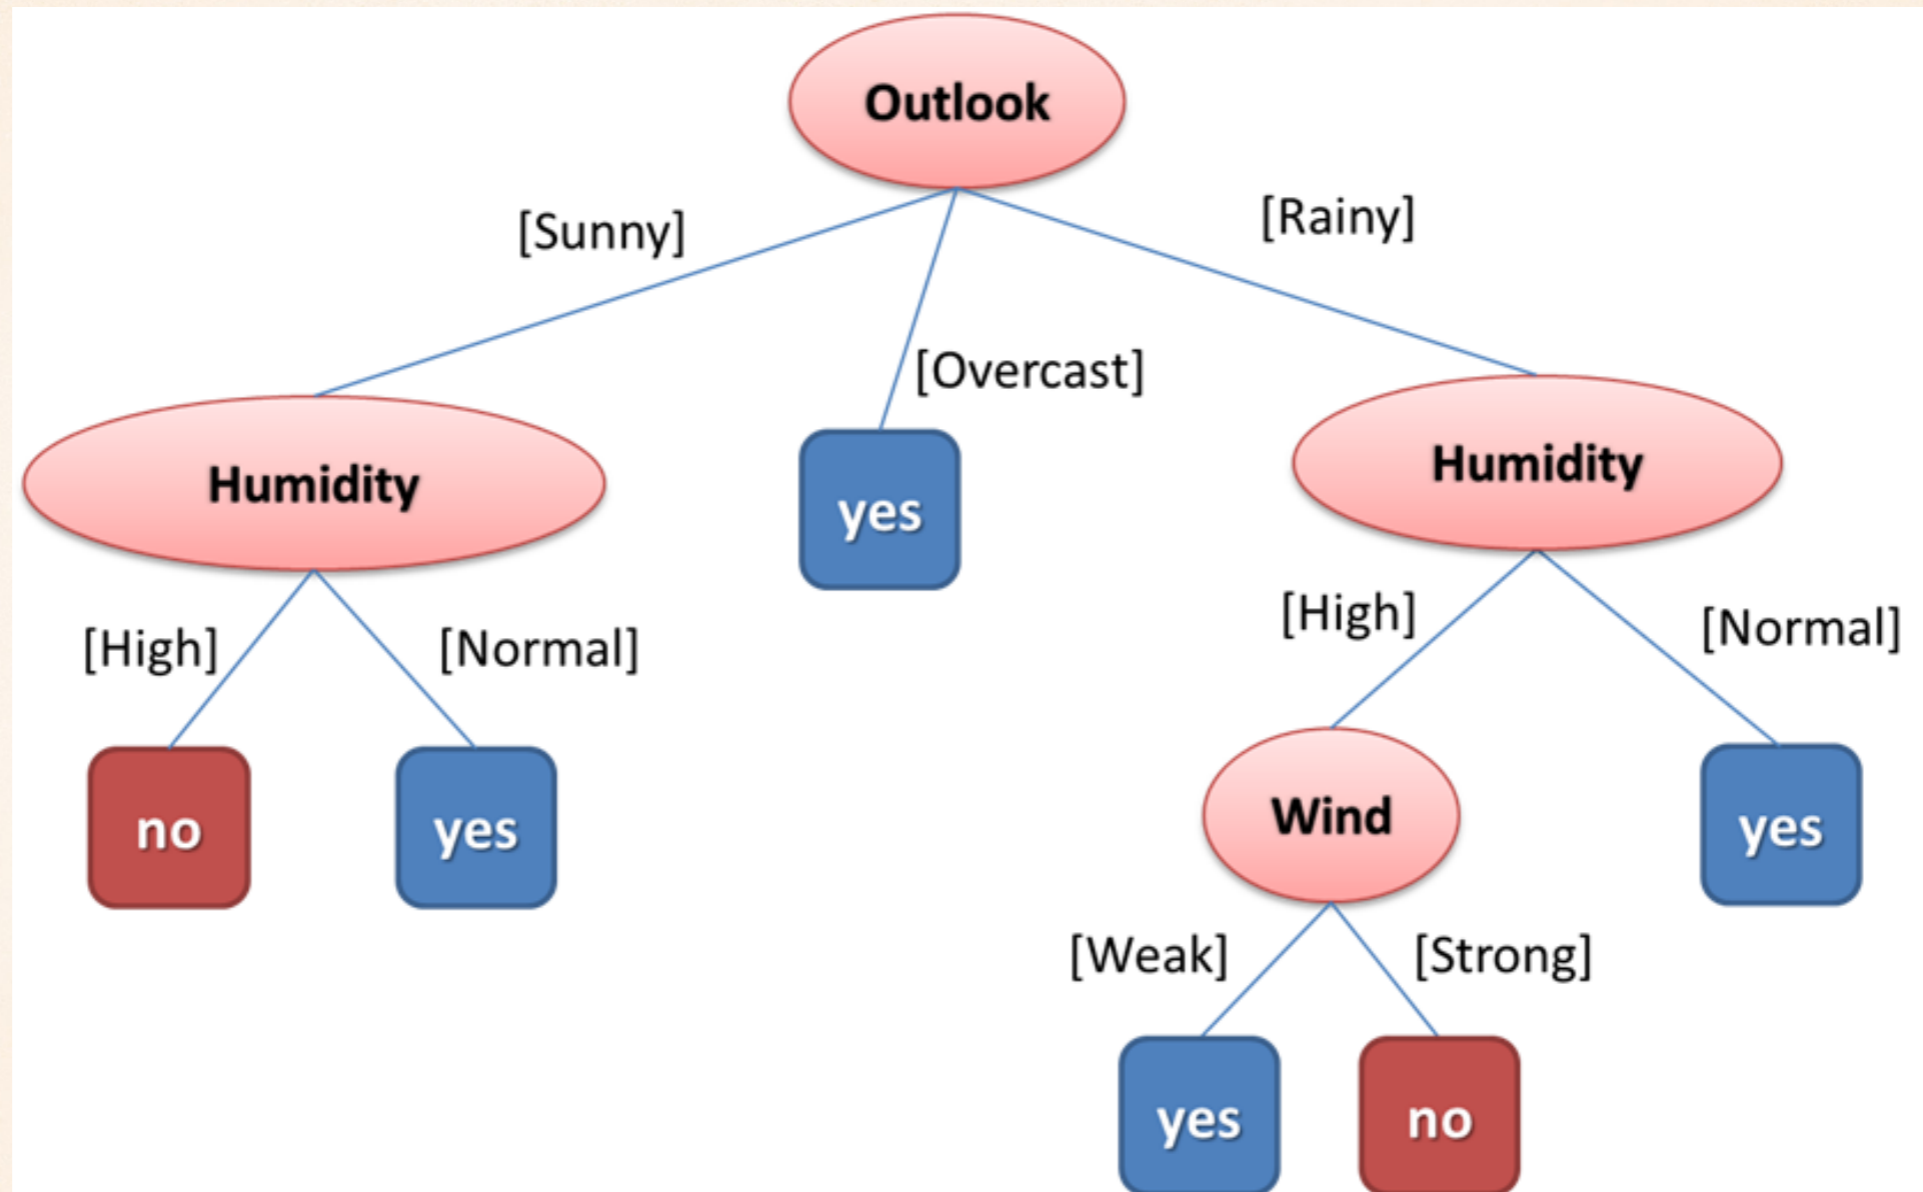 Outlook
[Sunny]
[Rainy]
[Overcast]
Humidity
yes
Humidity
[High]
[Normal]
[High]
[Normal]
no
yes
Wind
yes
[Weak]
[Strong]
yes
no